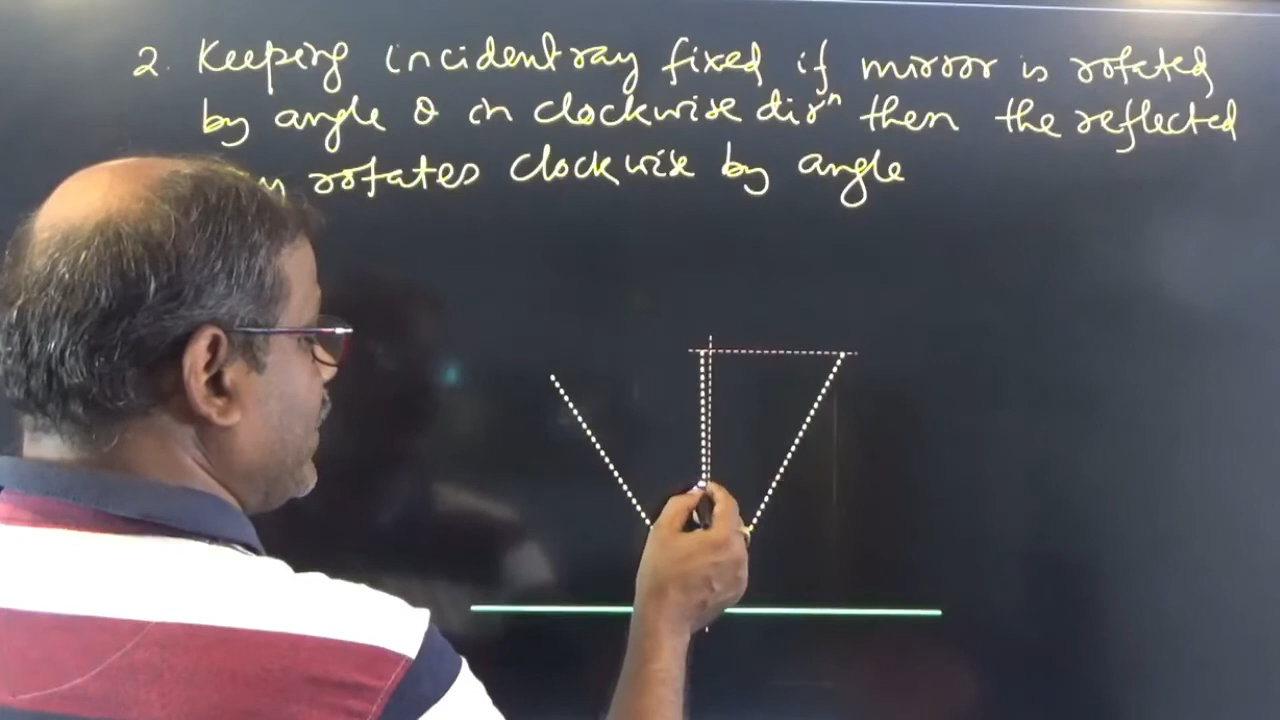 2. Keeping incident ray fixed if mirror is rotated
by angle θ in clockwise dirⁿ then the reflected
rotates clockwise by angle